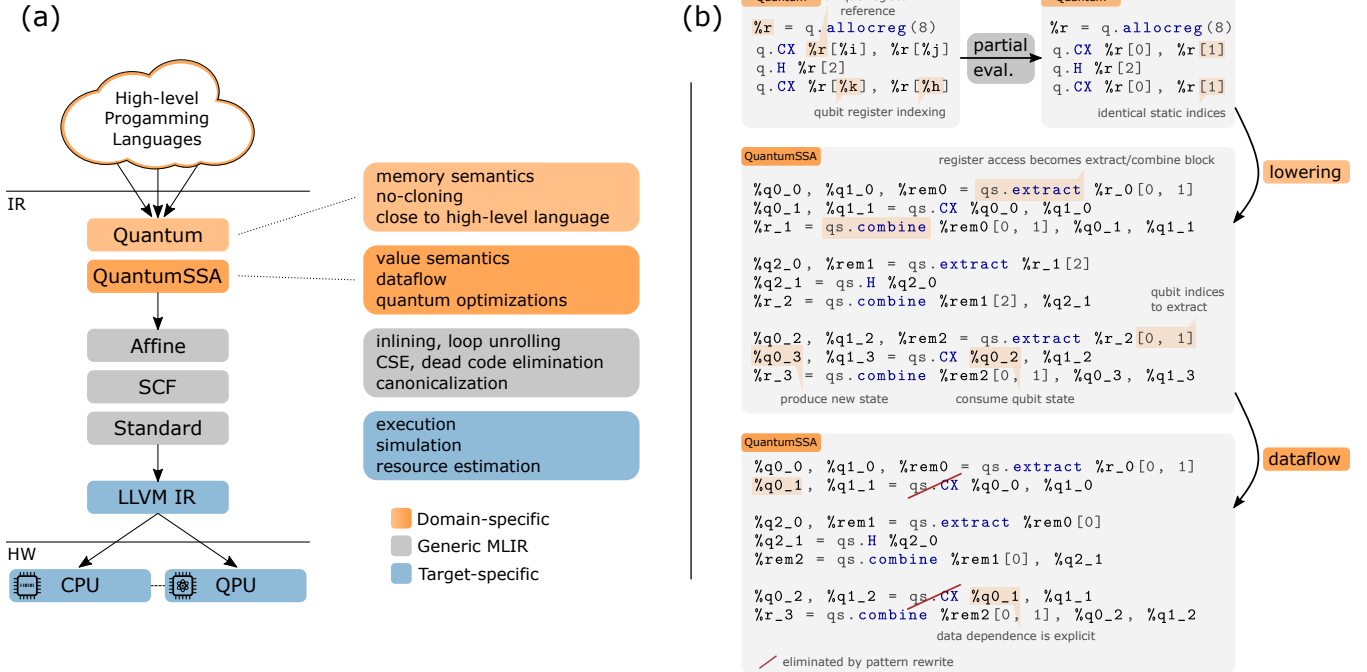 (a)
High-level
Progamming
Languages
IR
Quantum
QuantumSSA
Affine
SCF
Standard
LLVM IR
HW
CPU
QPU
memory semantics
no-cloning
close to high-level language
value semantics
dataflow
quantum optimizations
inlining, loop unrolling
CSE, dead code elimination
canonicalization
execution
simulation
resource estimation
Domain-specific
Generic MLIR
Target-specific
(b)
reference
%r = q.allocreg(8)
q.CX %r[%i], %r[%j]
q.H %r[2]
q.CX %r[%k], %r[%h]
qubit register indexing
partial
eval.
%r = q.allocreg(8)
q.CX %r[0], %r[1]
q.H %r[2]
q.CX %r[0], %r[1]
identical static indices
lowering
QuantumSSA
register access becomes extract/combine block
%q0_0, %q1_0, %rem0 = qs.extract %r_0[0, 1]
%q0_1, %q1_1 = qs.CX %q0_0, %q1_0
%r_1 = qs.combine %rem0[0, 1], %q0_1, %q1_1
%q2_0, %rem1 = qs.extract %r_1[2]
%q2_1 = qs.H %q2_0
%r_2 = qs.combine %rem1[2], %q2_1
qubit indices
to extract
%q0_2, %q1_2, %rem2 = qs.extract %r_2[0, 1]
%q0_3, %q1_3 = qs.CX %q0_2, %q1_2
%r_3 = qs.combine %rem2[0, 1], %q0_3, %q1_3
produce new state
consume qubit state
dataflow
QuantumSSA
%q0_0, %q1_0, %rem0 = qs.extract %r_0[0, 1]
%q0_1, %q1_1 = qs.CX %q0_0, %q1_0
%q2_0, %rem1 = qs.extract %rem0[0]
%q2_1 = qs.H %q2_0
%rem2 = qs.combine %rem1[0], %q2_1
%q0_2, %q1_2 = qs.CX %q0_1, %q1_1
%r_3 = qs.combine %rem2[0, 1], %q0_2, %q1_2
data dependence is explicit
eliminated by pattern rewrite